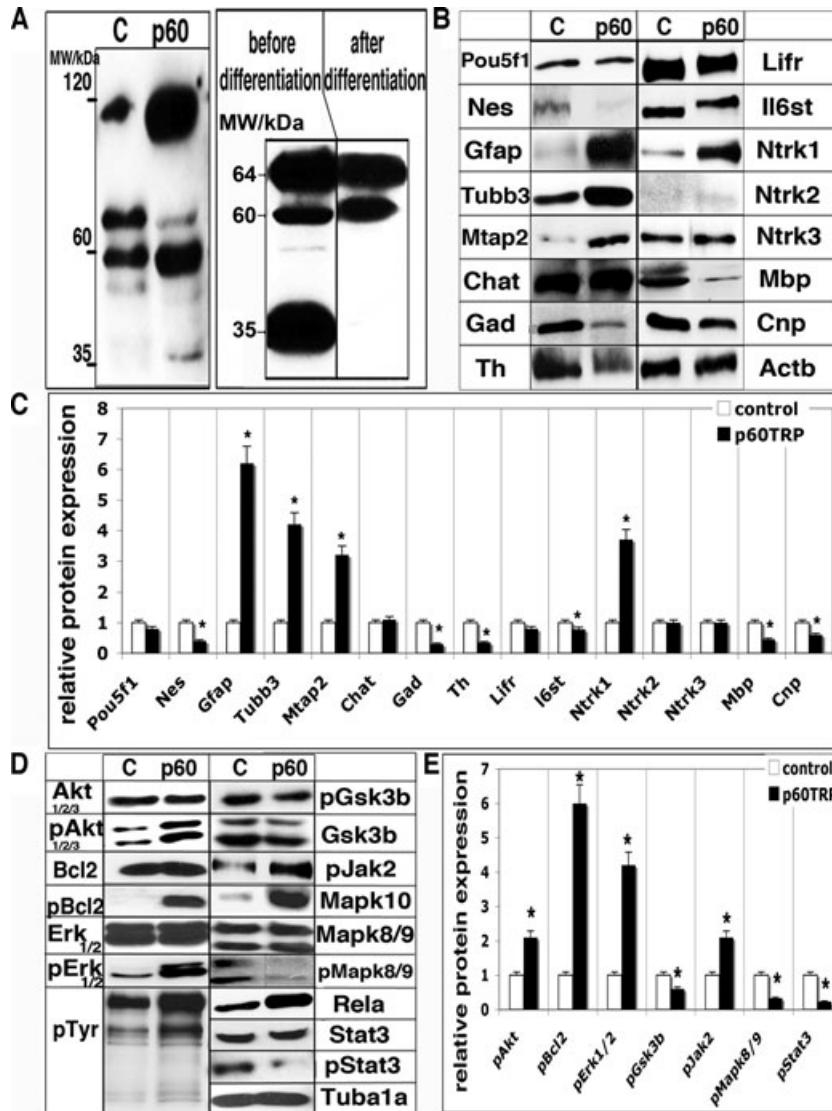 A
C p60
MW/kDa
120
60
35
before differentiation
after differentiation
MW/kDa
64
60
35
B
C p60 C p60
Pou5f1 Lifr
Nes Il6st
Gfap Ntrk1
Tubb3 Ntrk2
Mtap2 Ntrk3
Chat Mbp
Gad Cnp
Th Actb
C
relative protein expression
8
7
6
5
4
3
2
1
0
control
p60TRP
* * * * * * * * * * *
Pou5f1 Nes Gfap Tubb3 Mtap2 Chat Gad Th Lifr l6st Ntrk1 Ntrk2 Ntrk3 Mbp Cnp
D
C p60 C p60
Akt 1/2/3 pGsk3b
pAkt 1/2/3 Gsk3b
Bcl2 pJak2
pBcl2 Mapk10
Erk 1/2 Mapk8/9
pErk 1/2 pMapk8/9
pTyr Rela
Stat3
pStat3
Tuba1a
E
relative protein expression
7
6
5
4
3
2
1
0
control
p60TRP
* * * * * * *
pAkt pBcl2 pErk1/2 pGsk3b pJak2 pMapk8/9 pStat3